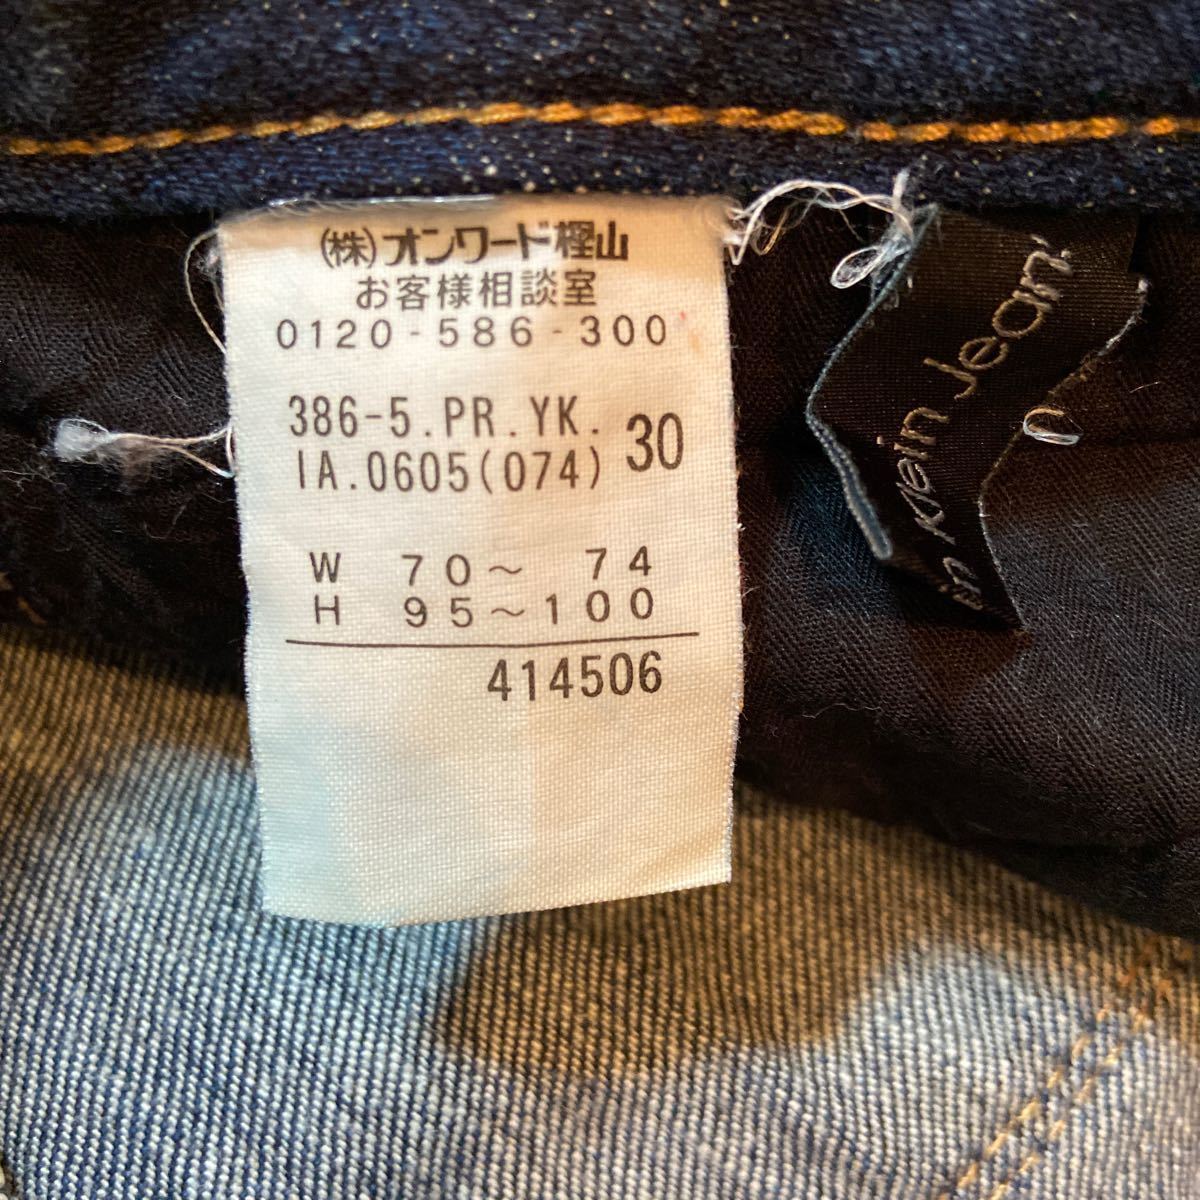 (株)オンワード樫山
お客様相談室
0120-586-300
386-5.PR.YK.
IA.0605(074) 30
W 70~ 74
H 95~100
414506
Klein Jean